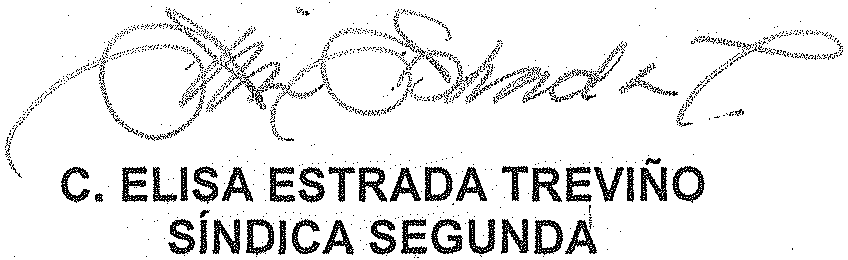 C. ELISA ESTRADA TREVIÑO
SÍNDICA SEGUNDA